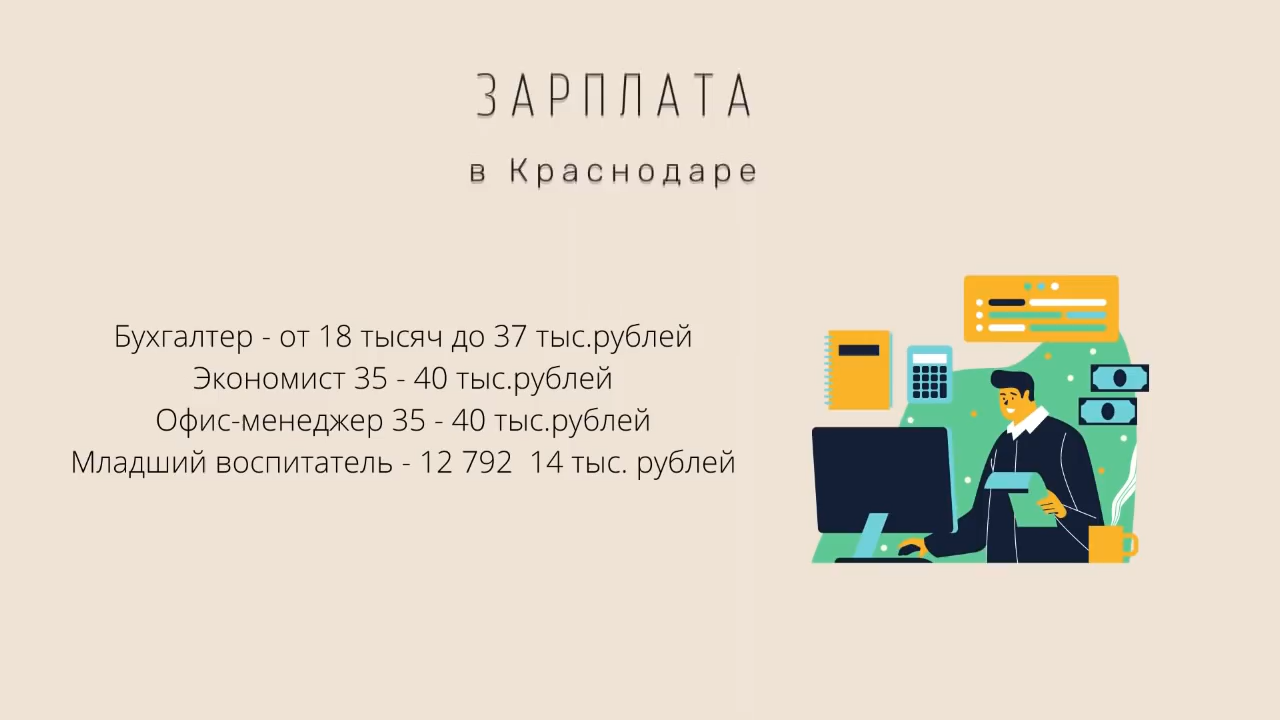 ЗАРПЛАТА
в Краснодаре
Бухгалтер - от 18 тысяч до 37 тыс.рублей
Экономист 35 - 40 тыс.рублей
Офис-менеджер 35 - 40 тыс.рублей
Младший воспитатель - 12 792  14 тыс. рублей